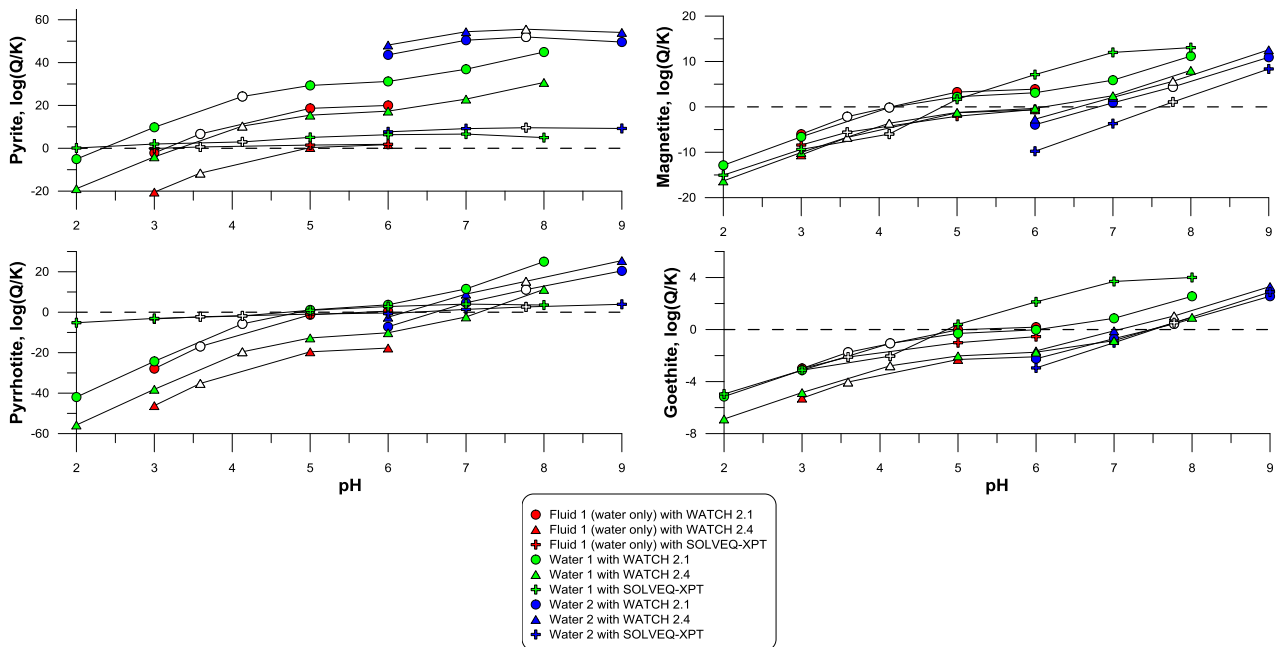 Pyrite, log(Q/K)
60
40
20
0
-20
2 3 4 5 6 7 8 9
Magnetite, log(Q/K)
20
10
0
-10
-20
2 3 4 5 6 7 8 9
Pyrrhotite, log(Q/K)
20
0
-20
-40
-60
2 3 4 5 6 7 8 9
pH
Goethite, log(Q/K)
4
0
-4
-8
2 3 4 5 6 7 8 9
pH
Fluid 1 (water only) with WATCH 2.1
Fluid 1 (water only) with WATCH 2.4
Fluid 1 (water only) with SOLVEQ-XPT
Water 1 with WATCH 2.1
Water 1 with WATCH 2.4
Water 1 with SOLVEQ-XPT
Water 2 with WATCH 2.1
Water 2 with WATCH 2.4
Water 2 with SOLVEQ-XPT